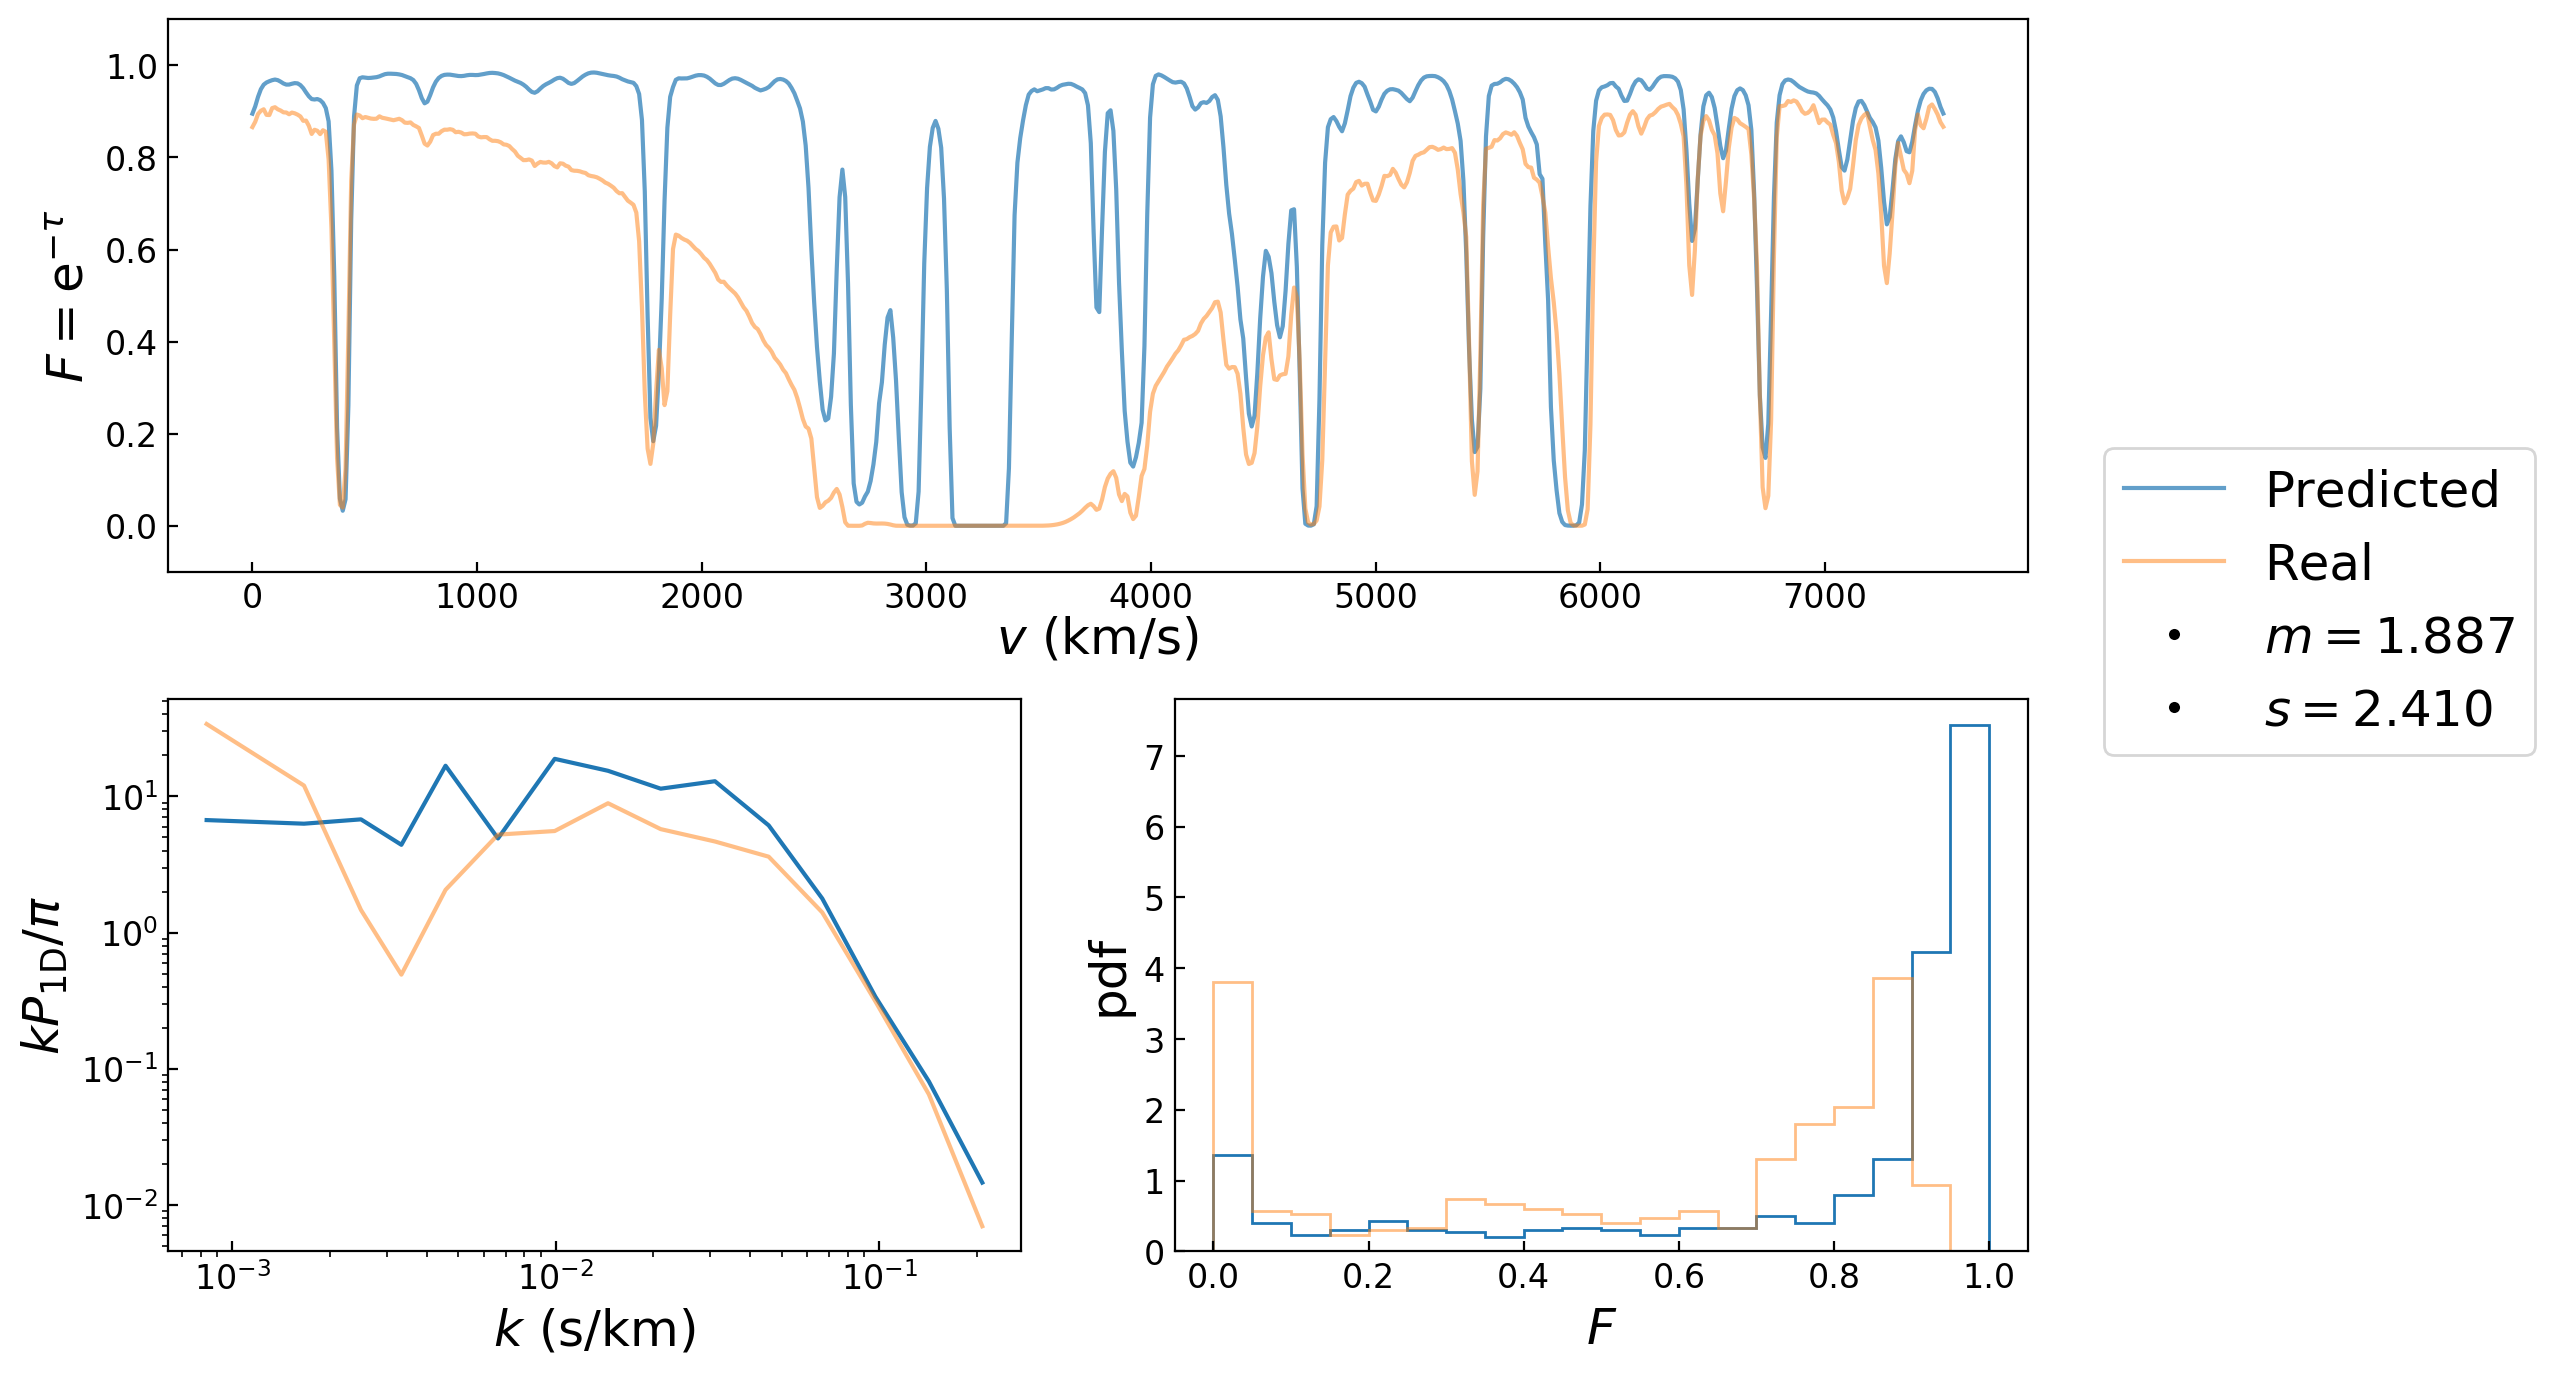 F = e^{-τ}
1.0
0.8
0.6
0.4
0.2
0.0
0 1000 2000 3000 4000 5000 6000 7000
v (km/s)
Predicted
Real
m = 1.887
s = 2.410
kP_{1D}/π
10^1
10^0
10^{-1}
10^{-2}
10^{-3} 10^{-2} 10^{-1}
k (s/km)
pdf
7
6
5
4
3
2
1
0
0.0 0.2 0.4 0.6 0.8 1.0
F